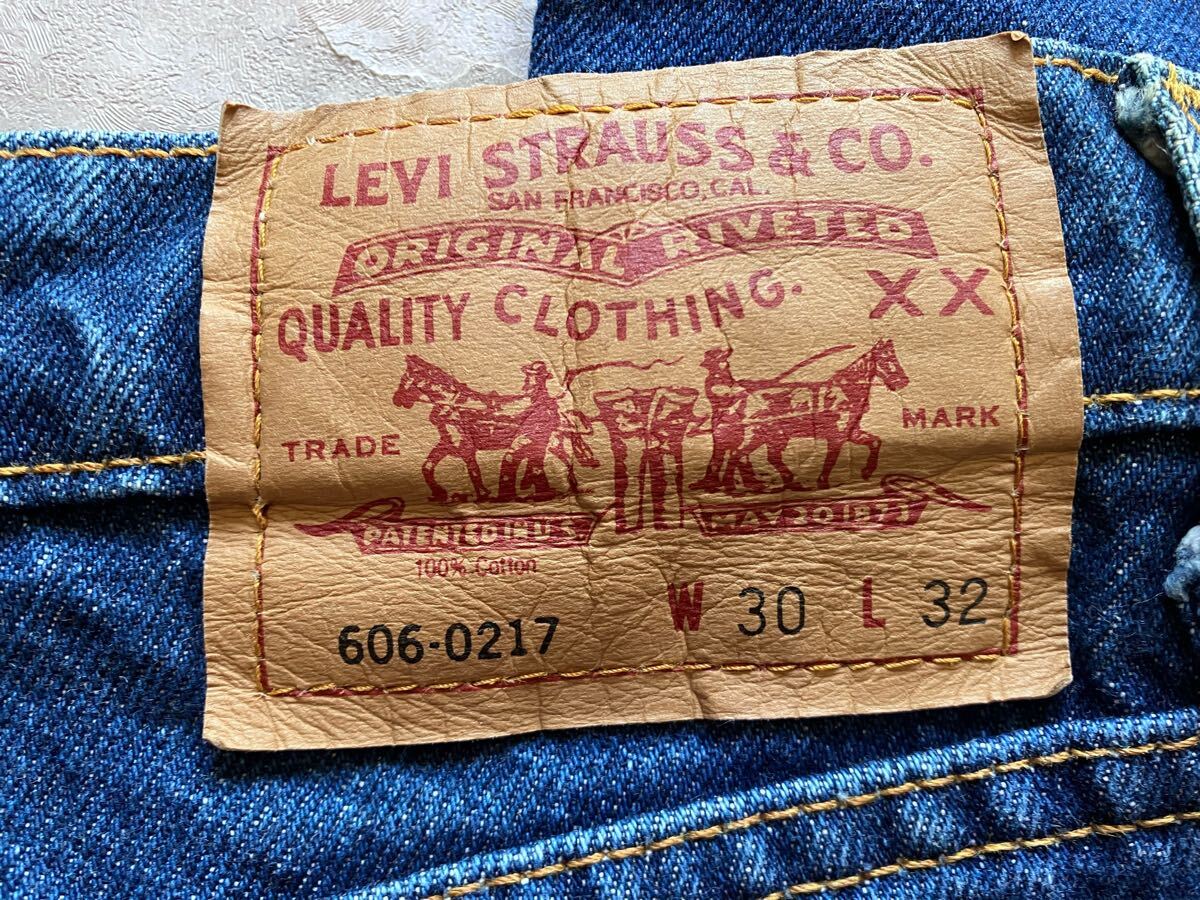 LEVI STRAUSS & CO.
SAN FRANCISCO, CAL.
ORIGINAL RIVETED
QUALITY CLOTHING. XX
TRADE MARK
PATENTED IN U.S. MAY 20 1873
100% Cotton
606-0217 W 30 L 32